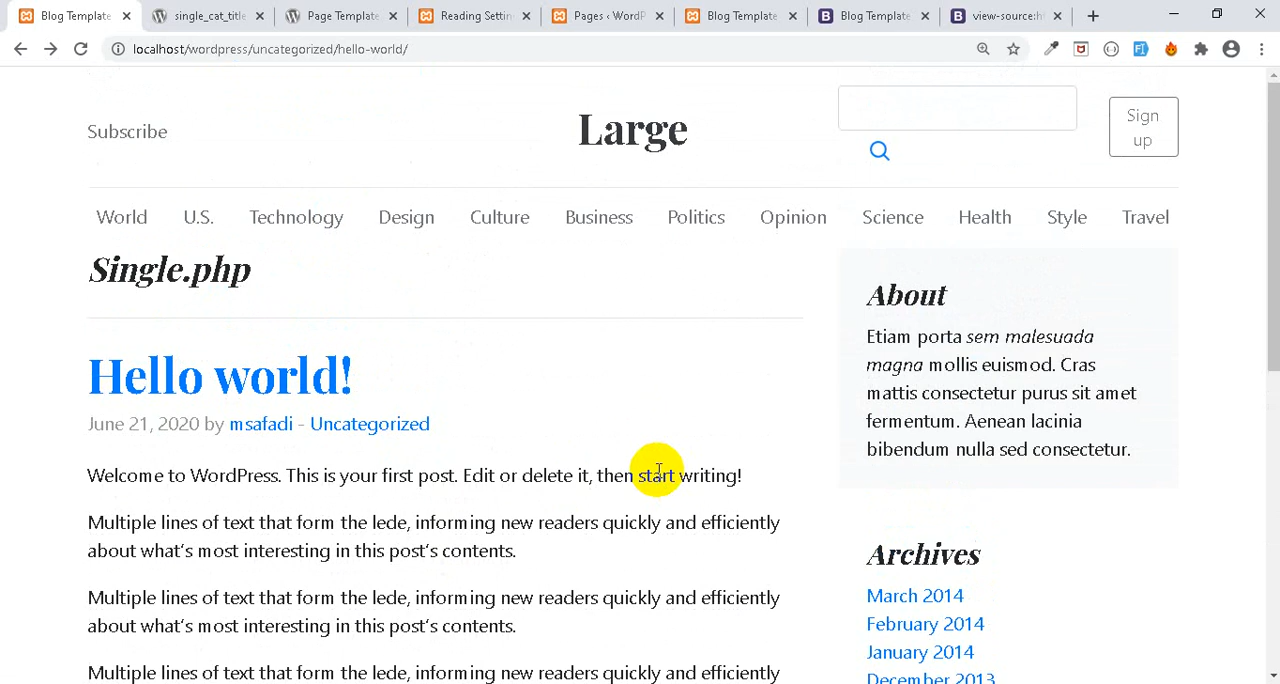 Blog Template
single_cat_title
Page Template
Reading Settin
Pages ‹ WordP
Blog Template
Blog Template
view-source:h
localhost/wordpress/uncategorized/hello-world/
Subscribe
Large
Sign
up
World U.S. Technology Design Culture Business Politics Opinion Science Health Style Travel
Single.php
Hello world!
June 21, 2020 by msafadi - Uncategorized
Welcome to WordPress. This is your first post. Edit or delete it, then start writing!
Multiple lines of text that form the lede, informing new readers quickly and efficiently
about what's most interesting in this post's contents.
Multiple lines of text that form the lede, informing new readers quickly and efficiently
about what's most interesting in this post's contents.
Multiple lines of text that form the lede, informing new readers quickly and efficiently
About
Etiam porta sem malesuada
magna mollis euismod. Cras
mattis consectetur purus sit amet
fermentum. Aenean lacinia
bibendum nulla sed consectetur.
Archives
March 2014
February 2014
January 2014
December 2013